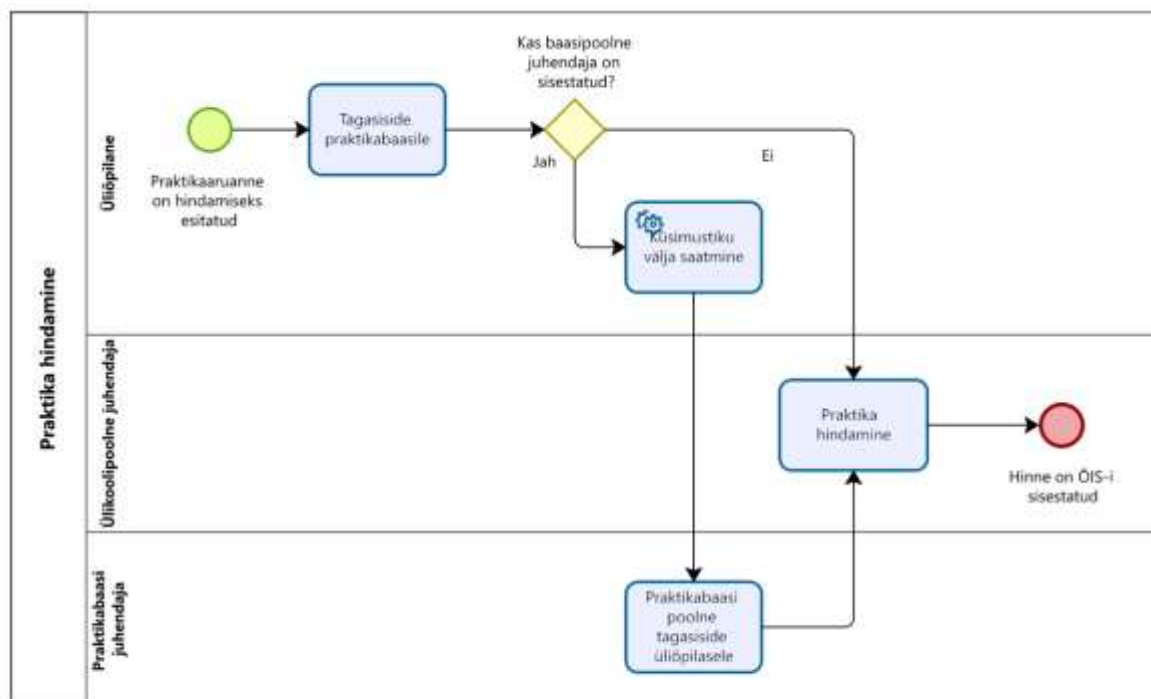 Praktika hindamine
Üliõpilane
Kas baasipoolne
juhendaja on
sisestatud?
Tagasiside
praktikabaasile
Jah
Ei
Praktikaaruanne
on hindamiseks
esitatud
Küsimustiku
välja saatmine
Ülikoolipoolne juhendaja
Praktika
hindamine
Hinne on ÕIS-i
sisestatud
Praktikabaasi
juhendaja
Praktikabaasi
poolne
tagasiside
üliõpilasele